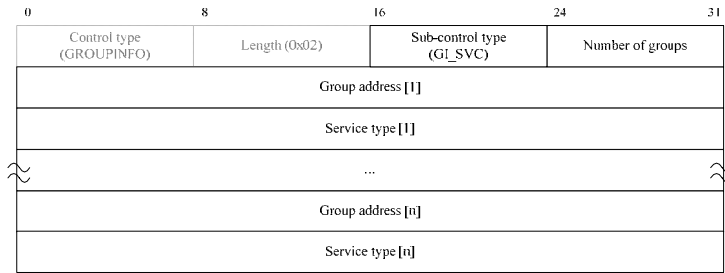 0 8 16 24 31
Control type Length (0x02) Sub-control type Number of groups
(GROUPINFO) (GI_SVC)
Group address [1]
Service type [1]
...
Group address [n]
Service type [n]